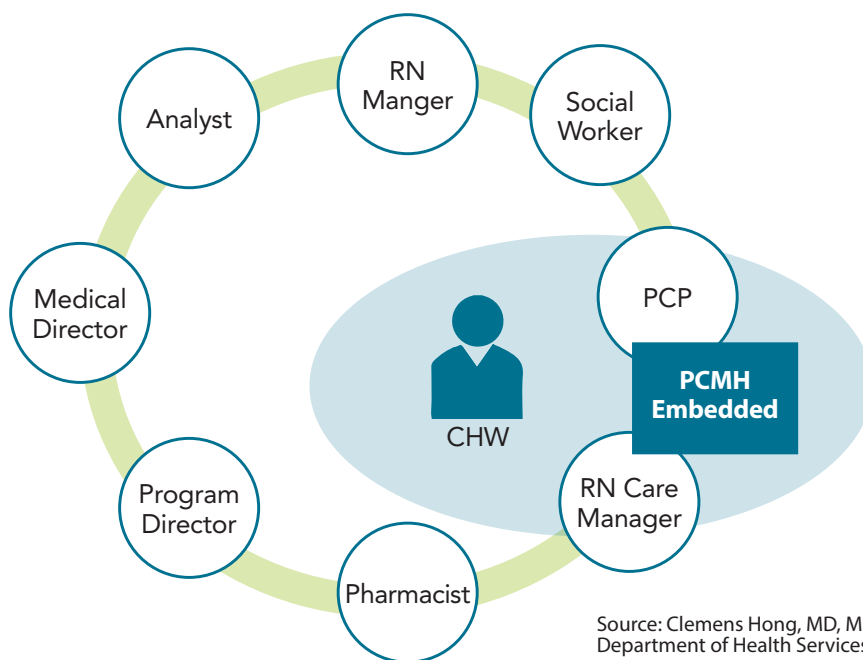 RN
Manger
Social
Worker
Analyst
PCP
Medical
Director
PCMH
Embedded
CHW
RN Care
Manager
Program
Director
Pharmacist
Source: Clemens Hong, MD, M
Department of Health Services